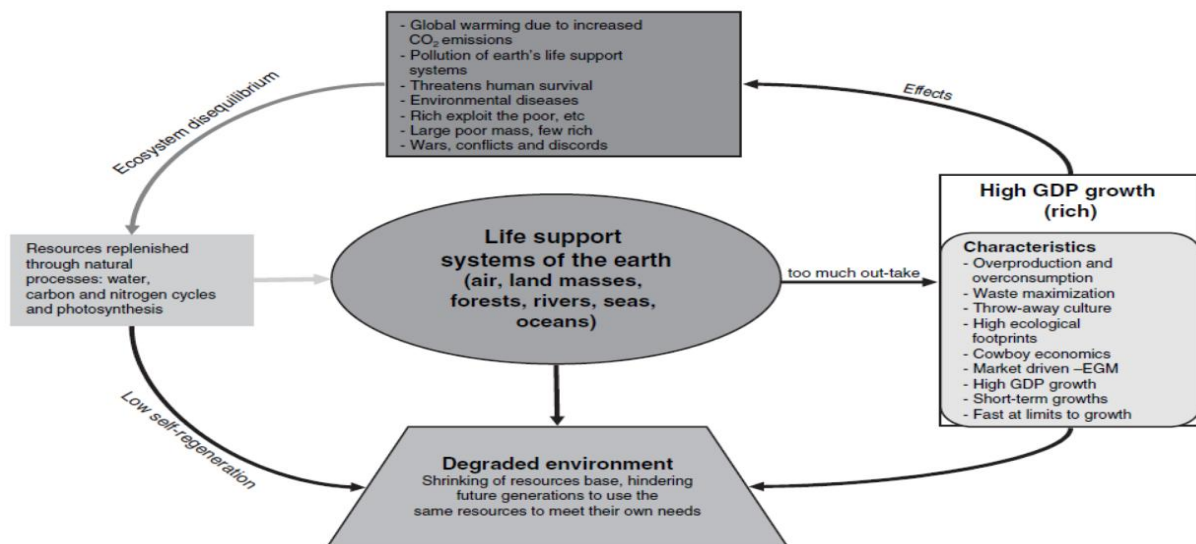 - Global warming due to increased
CO₂ emissions
- Pollution of earth's life support
systems
- Threatens human survival
- Environmental diseases
- Rich exploit the poor, etc
- Large poor mass, few rich
- Wars, conflicts and discords
Ecosystem disequilibrium
Effects
Resources replenished
through natural
processes: water,
carbon and nitrogen cycles
and photosynthesis
Life support
systems of the earth
(air, land masses,
forests, rivers, seas,
oceans)
too much out-take
High GDP growth
(rich)
Characteristics
- Overproduction and
overconsumption
- Waste maximization
- Throw-away culture
- High ecological
footprints
- Cowboy economics
- Market driven –EGM
- High GDP growth
- Short-term growths
- Fast at limits to growth
Low self-regeneration
Degraded environment
Shrinking of resources base, hindering
future generations to use the
same resources to meet their own needs